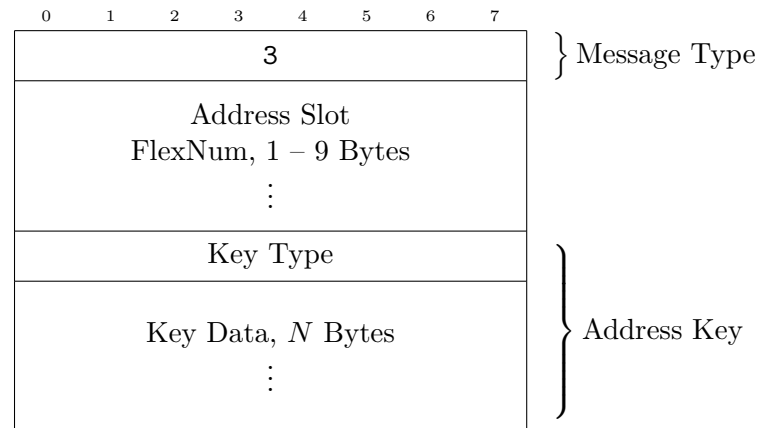 0 1 2 3 4 5 6 7
3
Message Type
Address Slot
FlexNum, 1 – 9 Bytes
⋮
Key Type
Key Data, N Bytes
⋮
Address Key